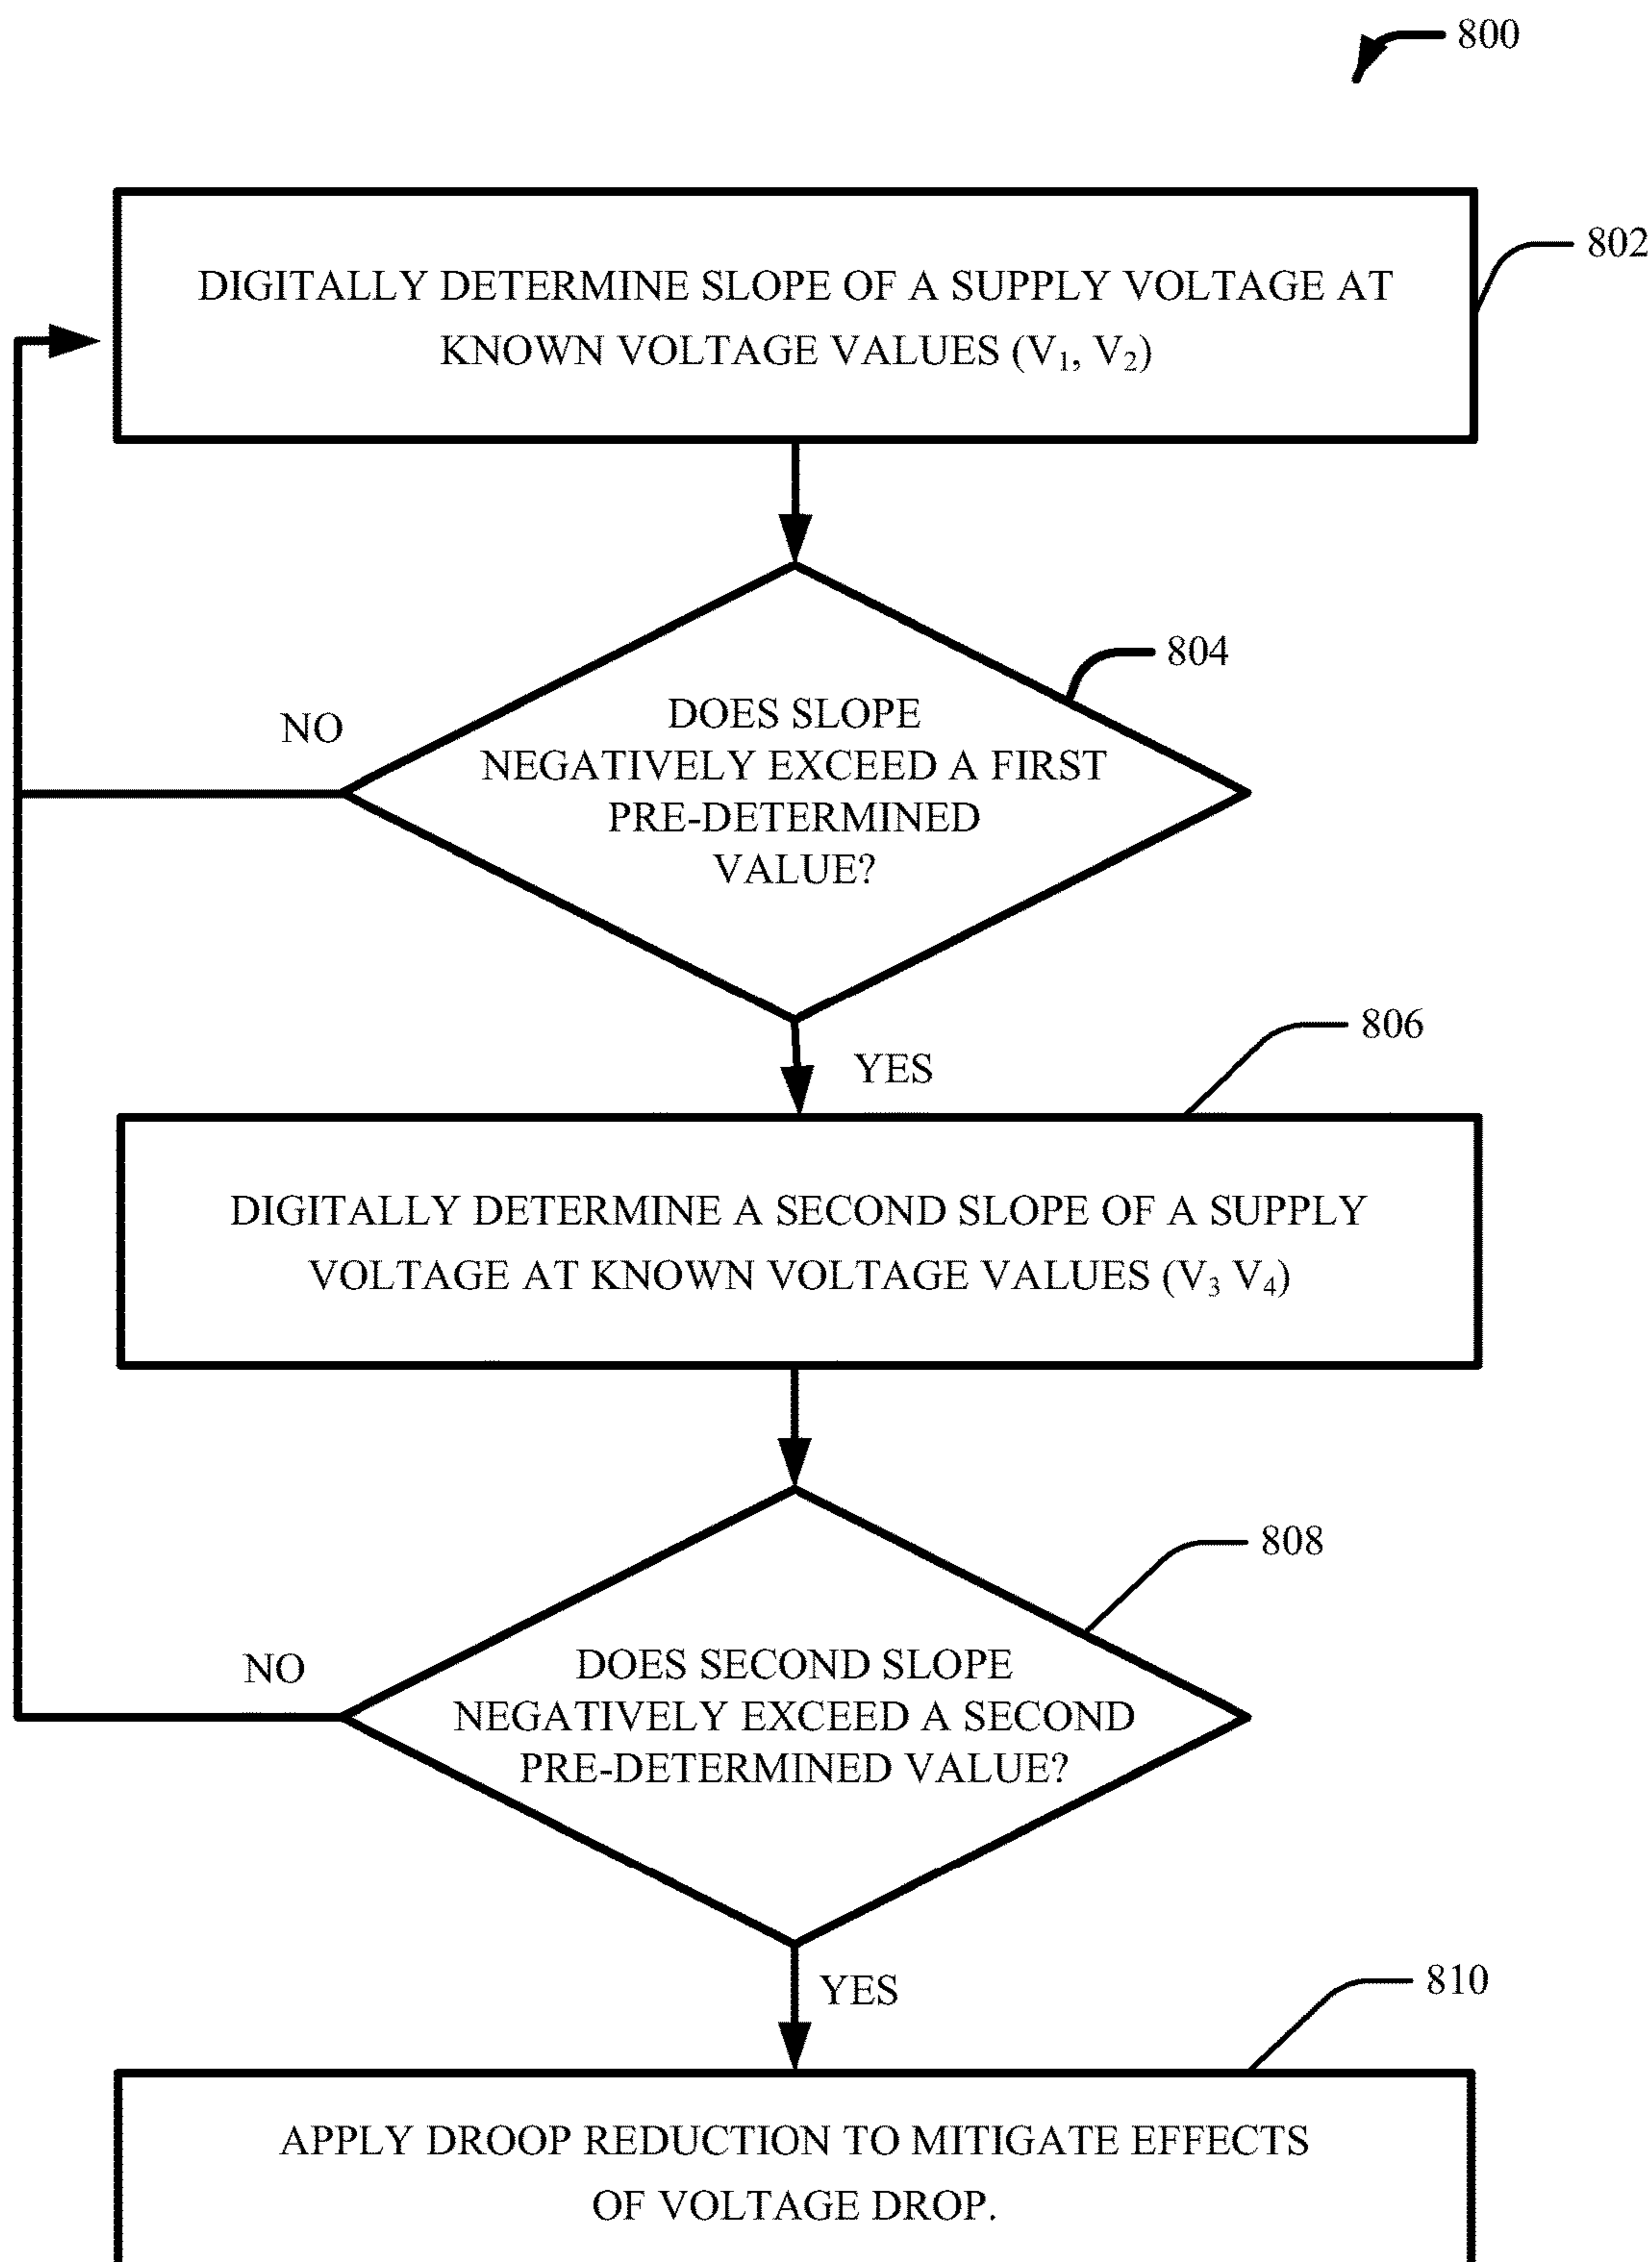 800
DIGITALLY DETERMINE SLOPE OF A SUPPLY VOLTAGE AT
KNOWN VOLTAGE VALUES (V₁, V₂)
802
DOES SLOPE
NEGATIVELY EXCEED A FIRST
PRE-DETERMINED
VALUE?
804
NO
YES
806
DIGITALLY DETERMINE A SECOND SLOPE OF A SUPPLY
VOLTAGE AT KNOWN VOLTAGE VALUES (V₃ V₄)
808
DOES SECOND SLOPE
NEGATIVELY EXCEED A SECOND
PRE-DETERMINED VALUE?
NO
YES
810
APPLY DROOP REDUCTION TO MITIGATE EFFECTS
OF VOLTAGE DROP.